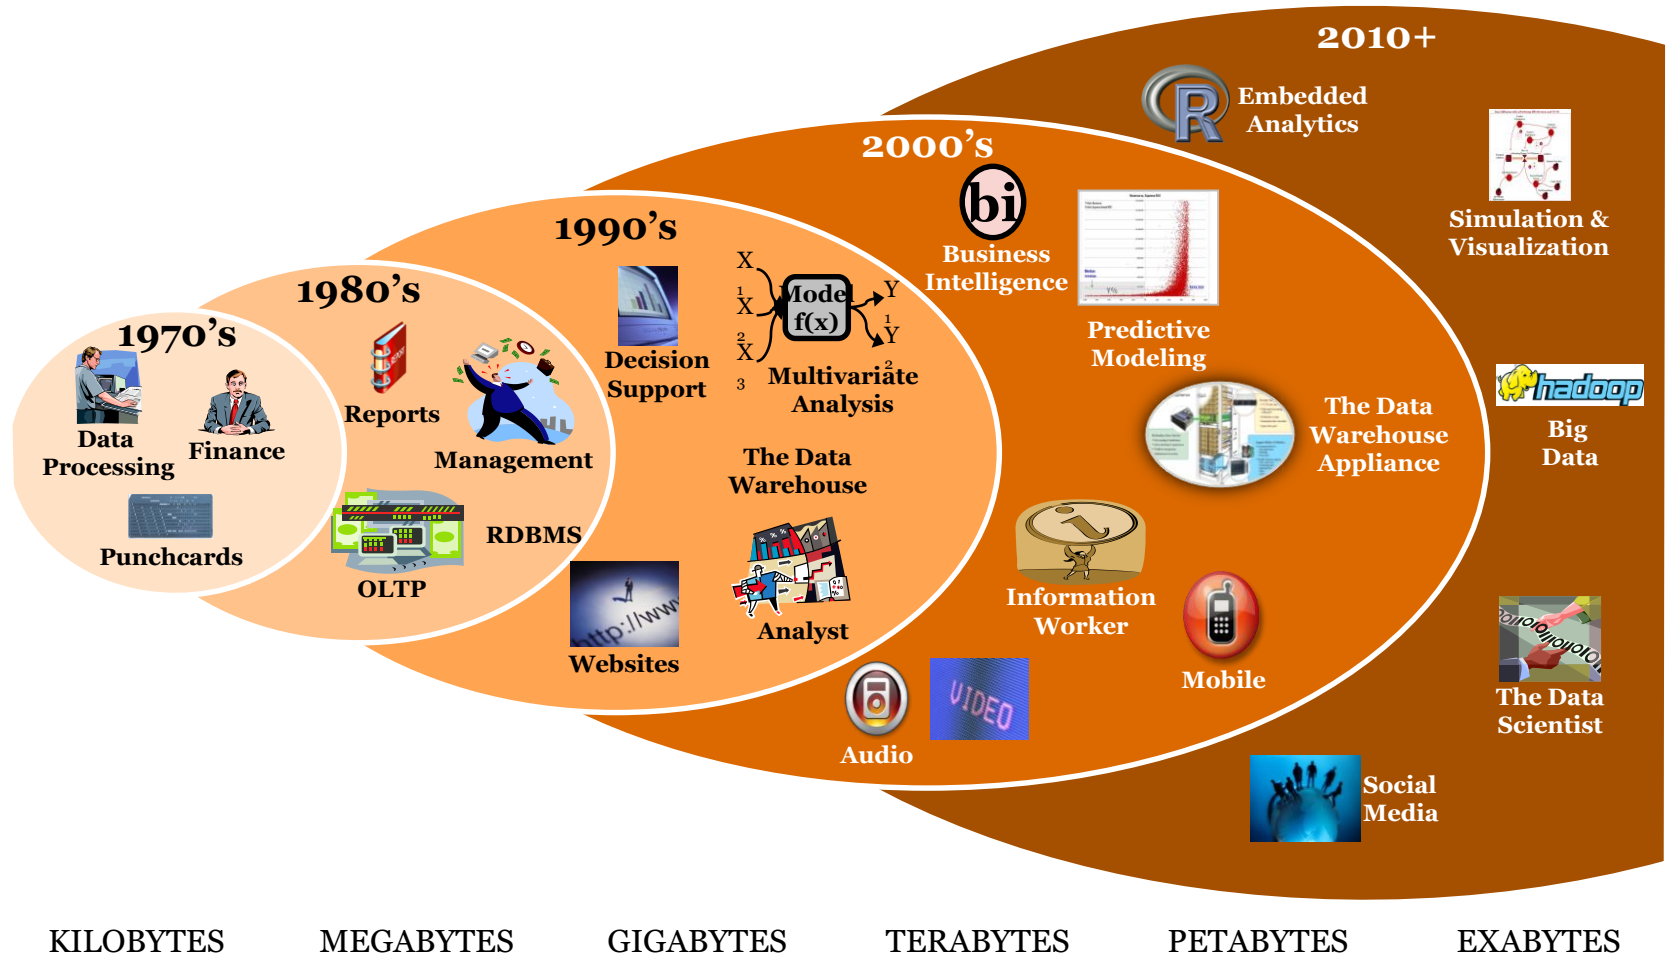 2010+
Embedded
Analytics
Simulation &
Visualization
hadoop
Big
Data
The Data
Scientist
Social
Media
2000's
bi
Business
Intelligence
Predictive
Modeling
The Data
Warehouse
Appliance
Information
Worker
Mobile
VIDEO
Audio
1990's
Decision
Support
X
1
X
2
X
3
Model
f(x)
Y
1
Y
2
Multivariate
Analysis
The Data
Warehouse
Analyst
http://www
Websites
1980's
Reports
Management
RDBMS
OLTP
1970's
Data
Processing
Finance
Punchcards
R
KILOBYTES MEGABYTES GIGABYTES TERABYTES PETABYTES EXABYTES